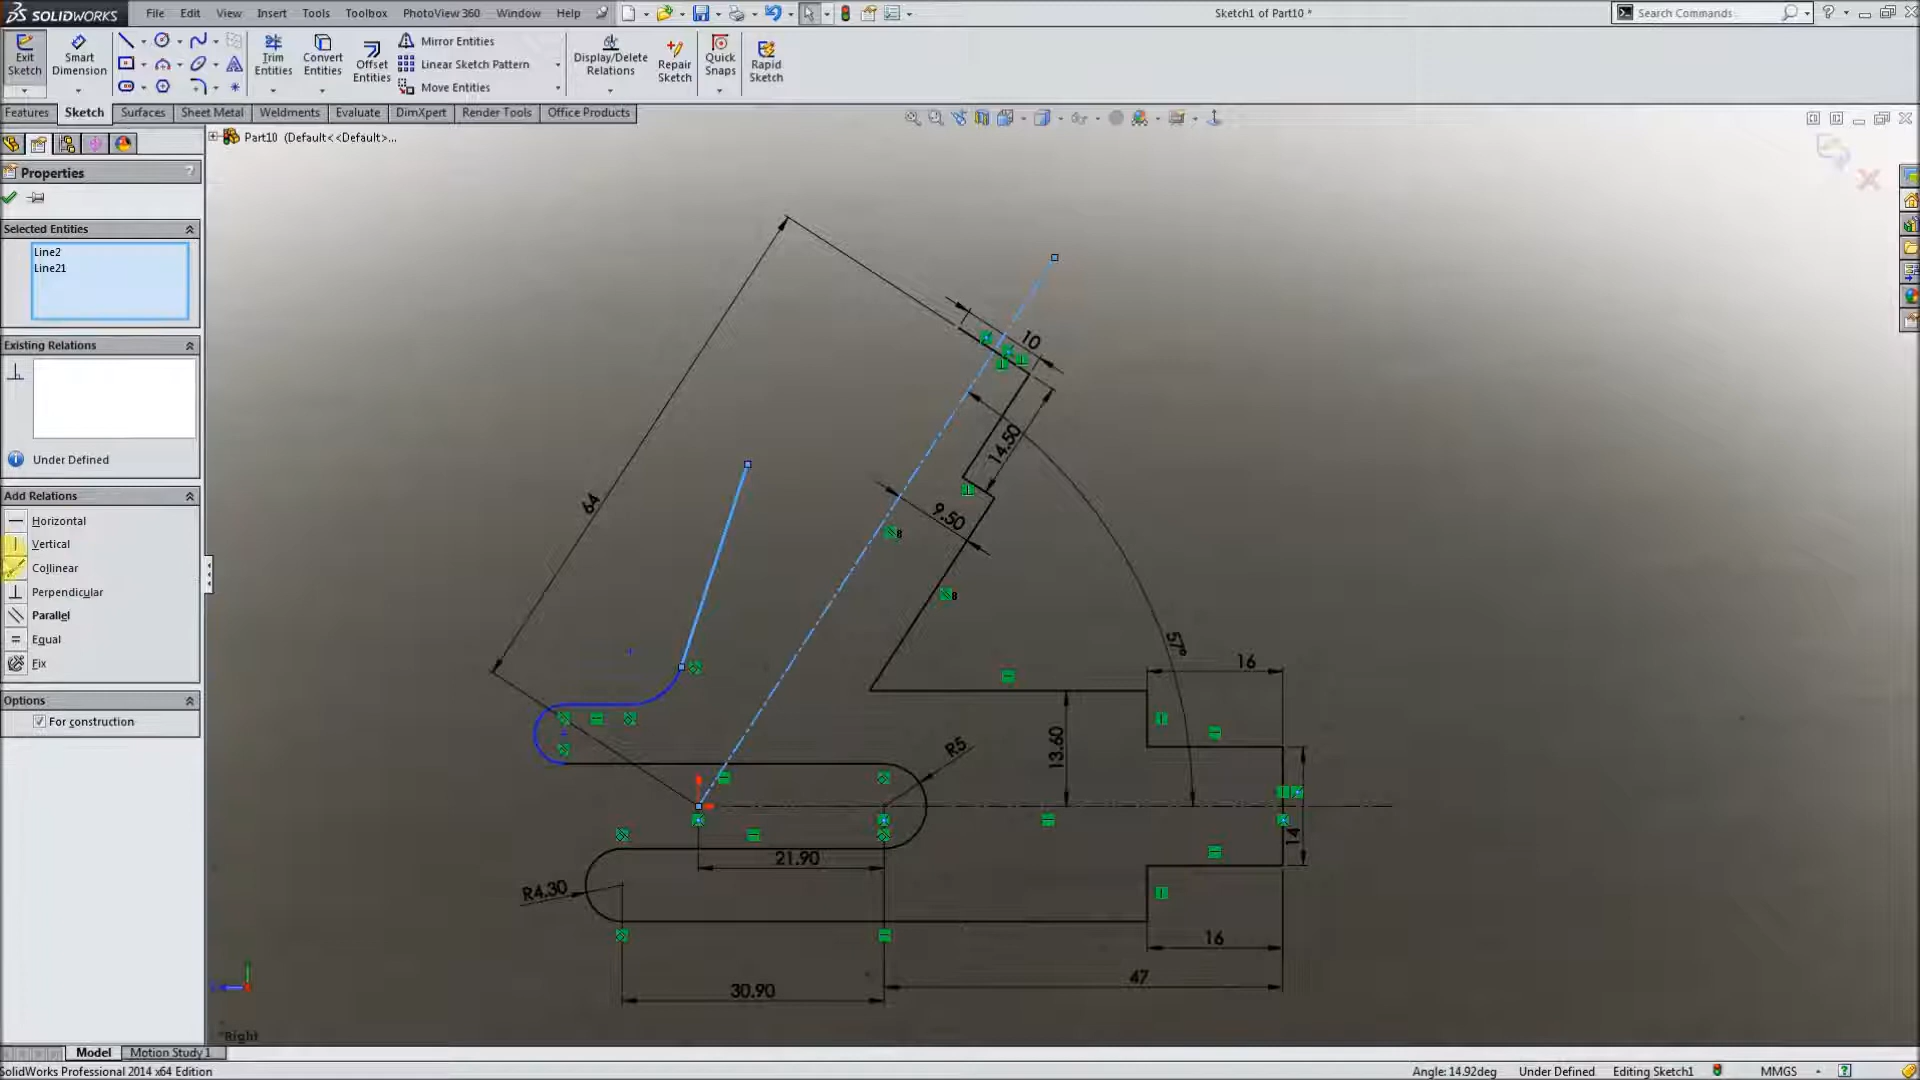 SOLIDWORKS
File Edit View Insert Tools Toolbox PhotoView 360 Window Help
Sketch1 of Part10 *
Search Commands
Exit Sketch
Smart Dimension
Trim Entities
Convert Entities
Offset Entities
Mirror Entities
Linear Sketch Pattern
Move Entities
Display/Delete Relations
Repair Sketch
Quick Snaps
Rapid Sketch
Features Sketch Surfaces Sheet Metal Weldments Evaluate DimXpert Render Tools Office Products
Part10 (Default<<Default>...
Properties
?
Selected Entities
Line2
Line21
Existing Relations
Under Defined
Add Relations
Horizontal
Vertical
Collinear
Perpendicular
Parallel
Equal
Fix
Options
For construction
10
14.50
64
9.50
8
8
57°
16
R5
13.60
14
21.90
R4.30
16
47
30.90
*Right
Model Motion Study 1
SolidWorks Professional 2014 x64 Edition
Angle: 14.92deg Under Defined Editing Sketch1 MMGS